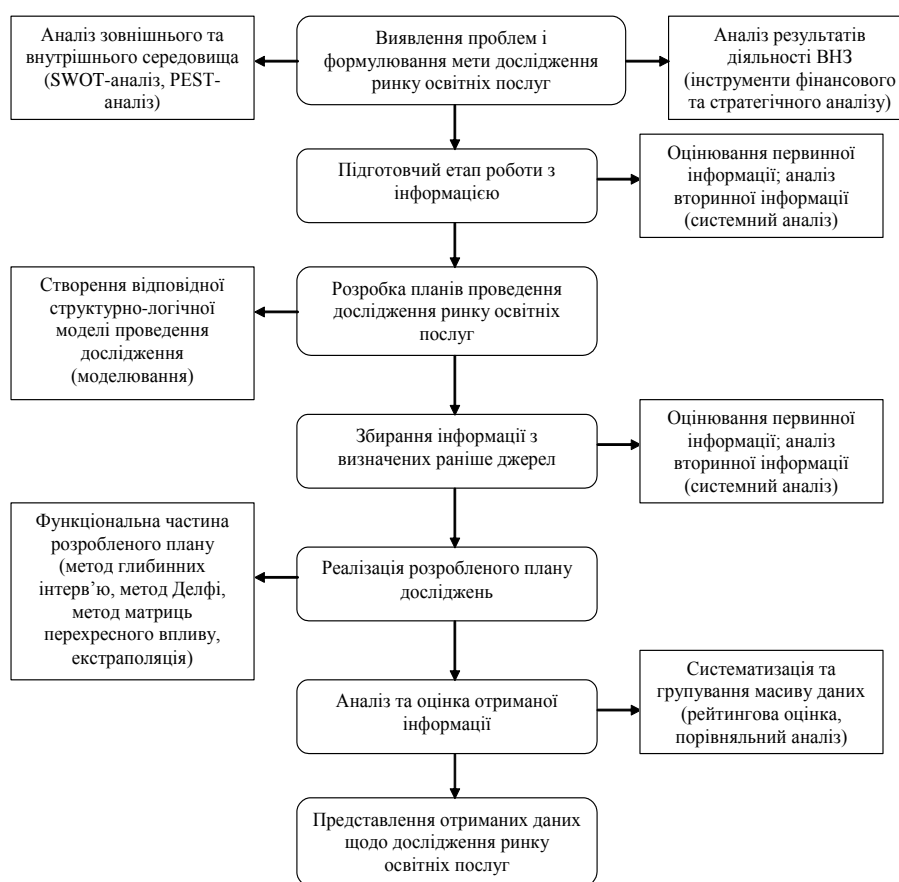 Аналіз зовнішнього та
внутрішнього середовища
(SWOT-аналіз, PEST-
аналіз)
Виявлення проблем і
формулювання мети дослідження
ринку освітніх послуг
Аналіз результатів
діяльності ВНЗ
(інструменти фінансового
та стратегічного аналізу)
Підготовчий етап роботи з
інформацією
Оцінювання первинної
інформації; аналіз
вторинної інформації
(системний аналіз)
Створення відповідної
структурно-логічної
моделі проведення
дослідження
(моделювання)
Розробка планів проведення
дослідження ринку освітніх
послуг
Збирання інформації з
визначених раніше джерел
Оцінювання первинної
інформації; аналіз
вторинної інформації
(системний аналіз)
Функціональна частина
розробленого плану
(метод глибинних
інтерв’ю, метод Делфі,
метод матриць
перехресного впливу,
екстраполяція)
Реалізація розробленого плану
досліджень
Аналіз та оцінка отриманої
інформації
Систематизація та
групування масиву даних
(рейтингова оцінка,
порівняльний аналіз)
Представлення отриманих даних
щодо дослідження ринку
освітніх послуг